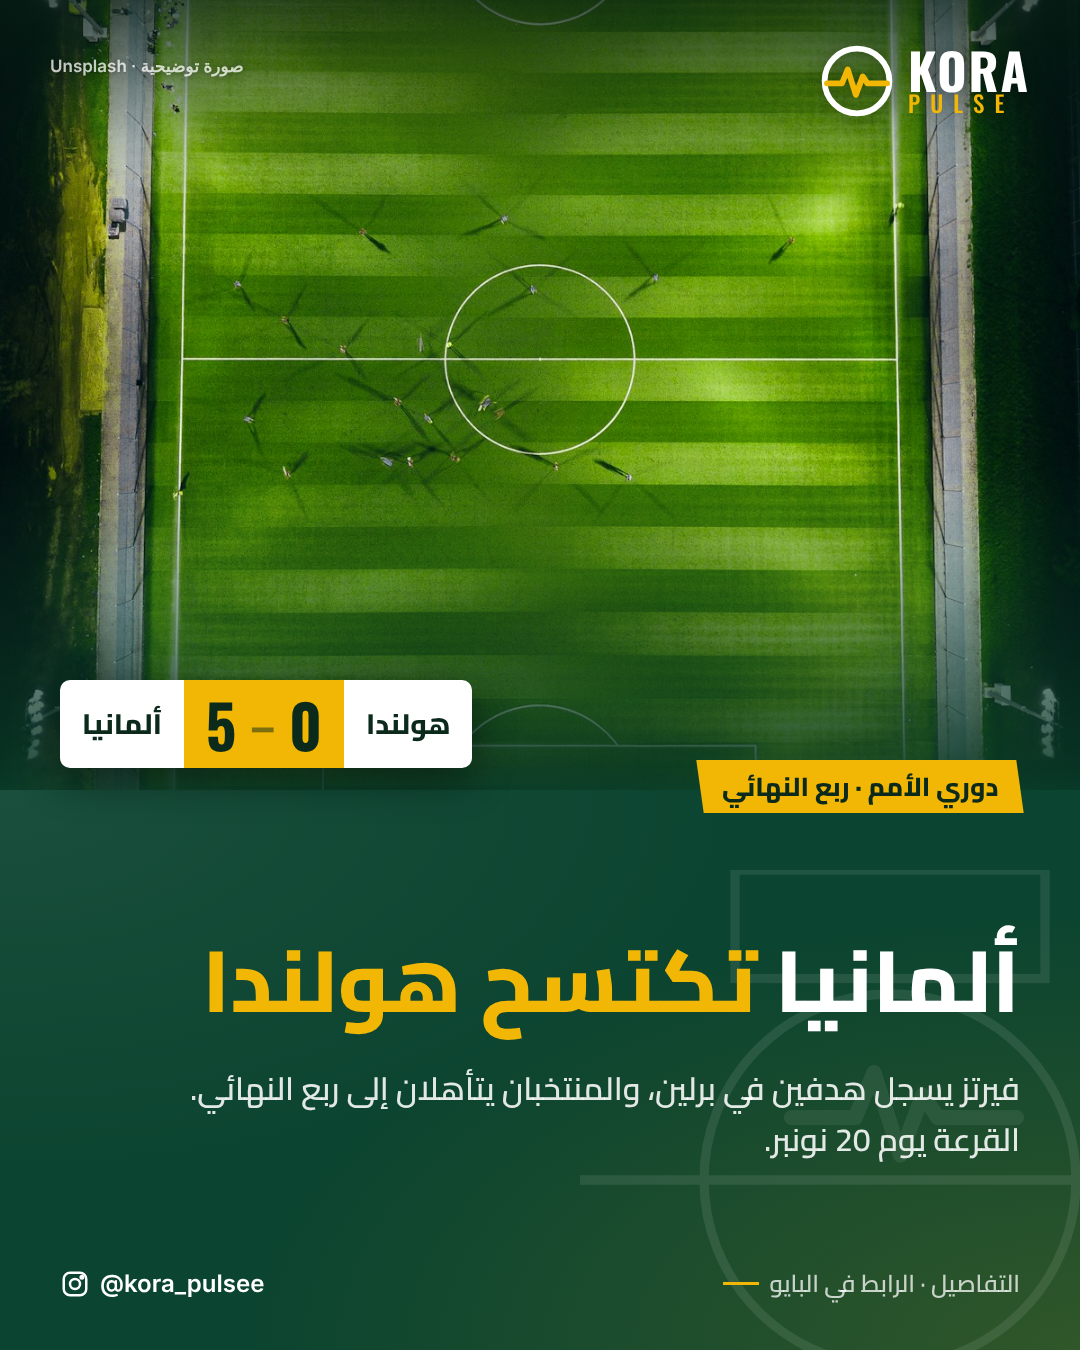 صورة توضيحية · Unsplash
KORA
PULSE
ألمانيا 5 – 0 هولندا
دوري الأمم · ربع النهائي
ألمانيا تكتسح هولندا
فيرتز يسجل هدفين في برلين، والمنتخبان يتأهلان إلى ربع النهائي.
القرعة يوم 20 نونبر.
التفاصيل · الرابط في البايو
@kora_pulsee